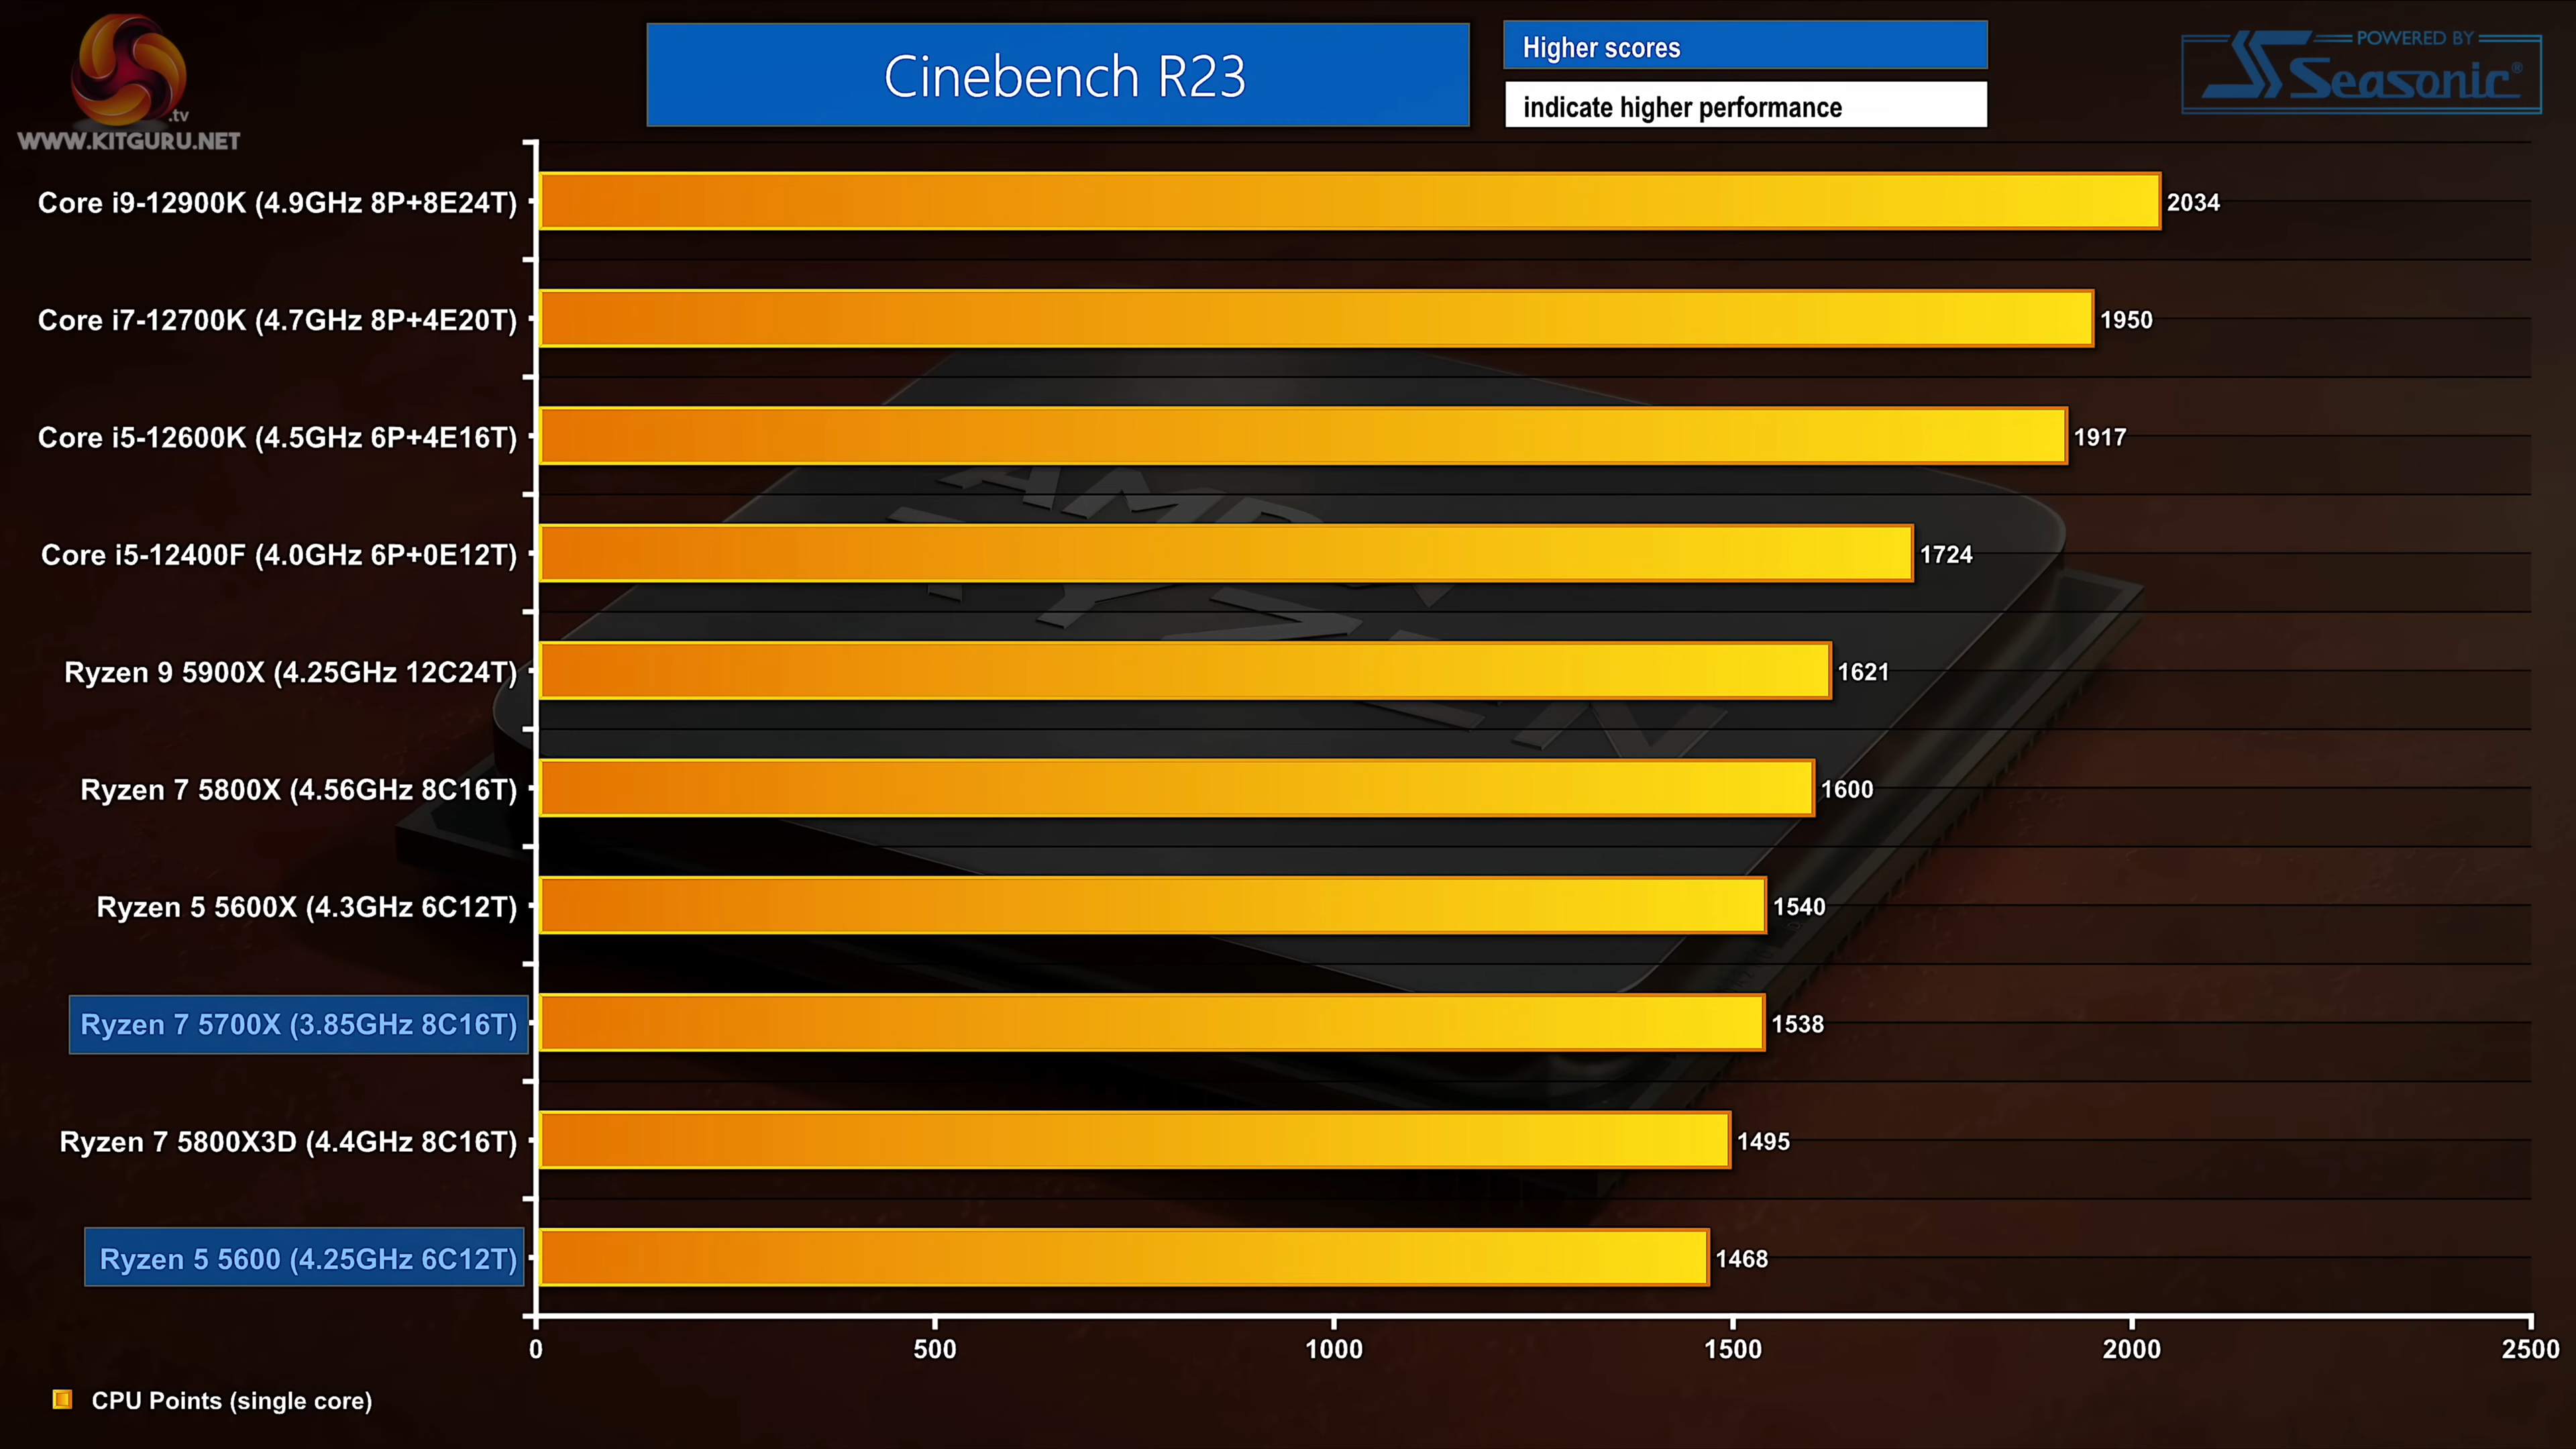 .tv
WWW.KITGURU.NET
Cinebench R23
Higher scores
indicate higher performance
POWERED BY
Seasonic®
Core i9-12900K (4.9GHz 8P+8E24T) 2034
Core i7-12700K (4.7GHz 8P+4E20T) 1950
Core i5-12600K (4.5GHz 6P+4E16T) 1917
Core i5-12400F (4.0GHz 6P+0E12T) 1724
Ryzen 9 5900X (4.25GHz 12C24T) 1621
Ryzen 7 5800X (4.56GHz 8C16T) 1600
Ryzen 5 5600X (4.3GHz 6C12T) 1540
Ryzen 7 5700X (3.85GHz 8C16T) 1538
Ryzen 7 5800X3D (4.4GHz 8C16T) 1495
Ryzen 5 5600 (4.25GHz 6C12T) 1468
0 500 1000 1500 2000 2500
CPU Points (single core)
AMD
RYZEN